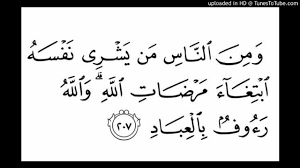 uploaded in HD @ TunesToTube.com
وَمِنَ ٱلنَّاسِ مَن يَشْرِى نَفْسَهُ
ٱبْتِغَآءَ مَرْضَاتِ ٱللَّهِ ۗ وَٱللَّهُ
رَءُوفٌۢ بِٱلْعِبَادِ ٢٠٧